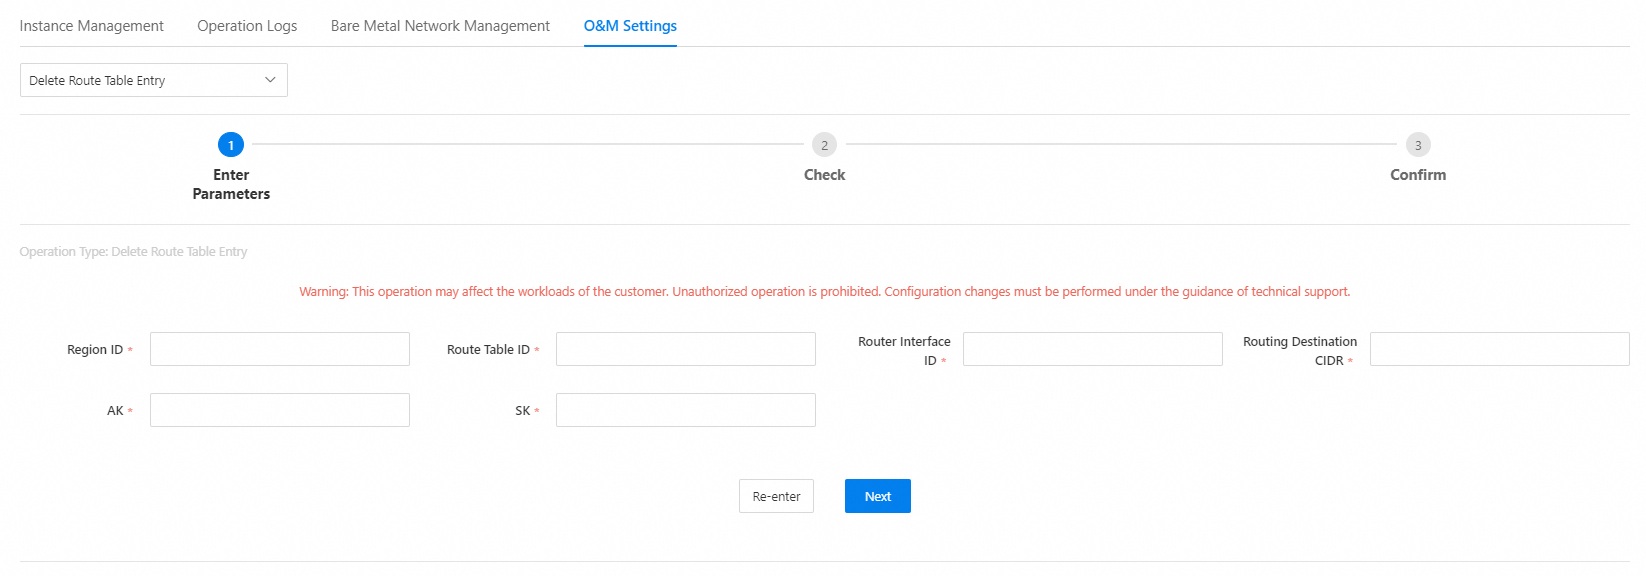 Instance Management Operation Logs Bare Metal Network Management O&M Settings
Delete Route Table Entry
1 2 3
Enter Parameters Check Confirm
Operation Type: Delete Route Table Entry
Warning: This operation may affect the workloads of the customer. Unauthorized operation is prohibited. Configuration changes must be performed under the guidance of technical support.
Region ID * Route Table ID * Router Interface ID * Routing Destination CIDR *
AK * SK *
Re-enter Next